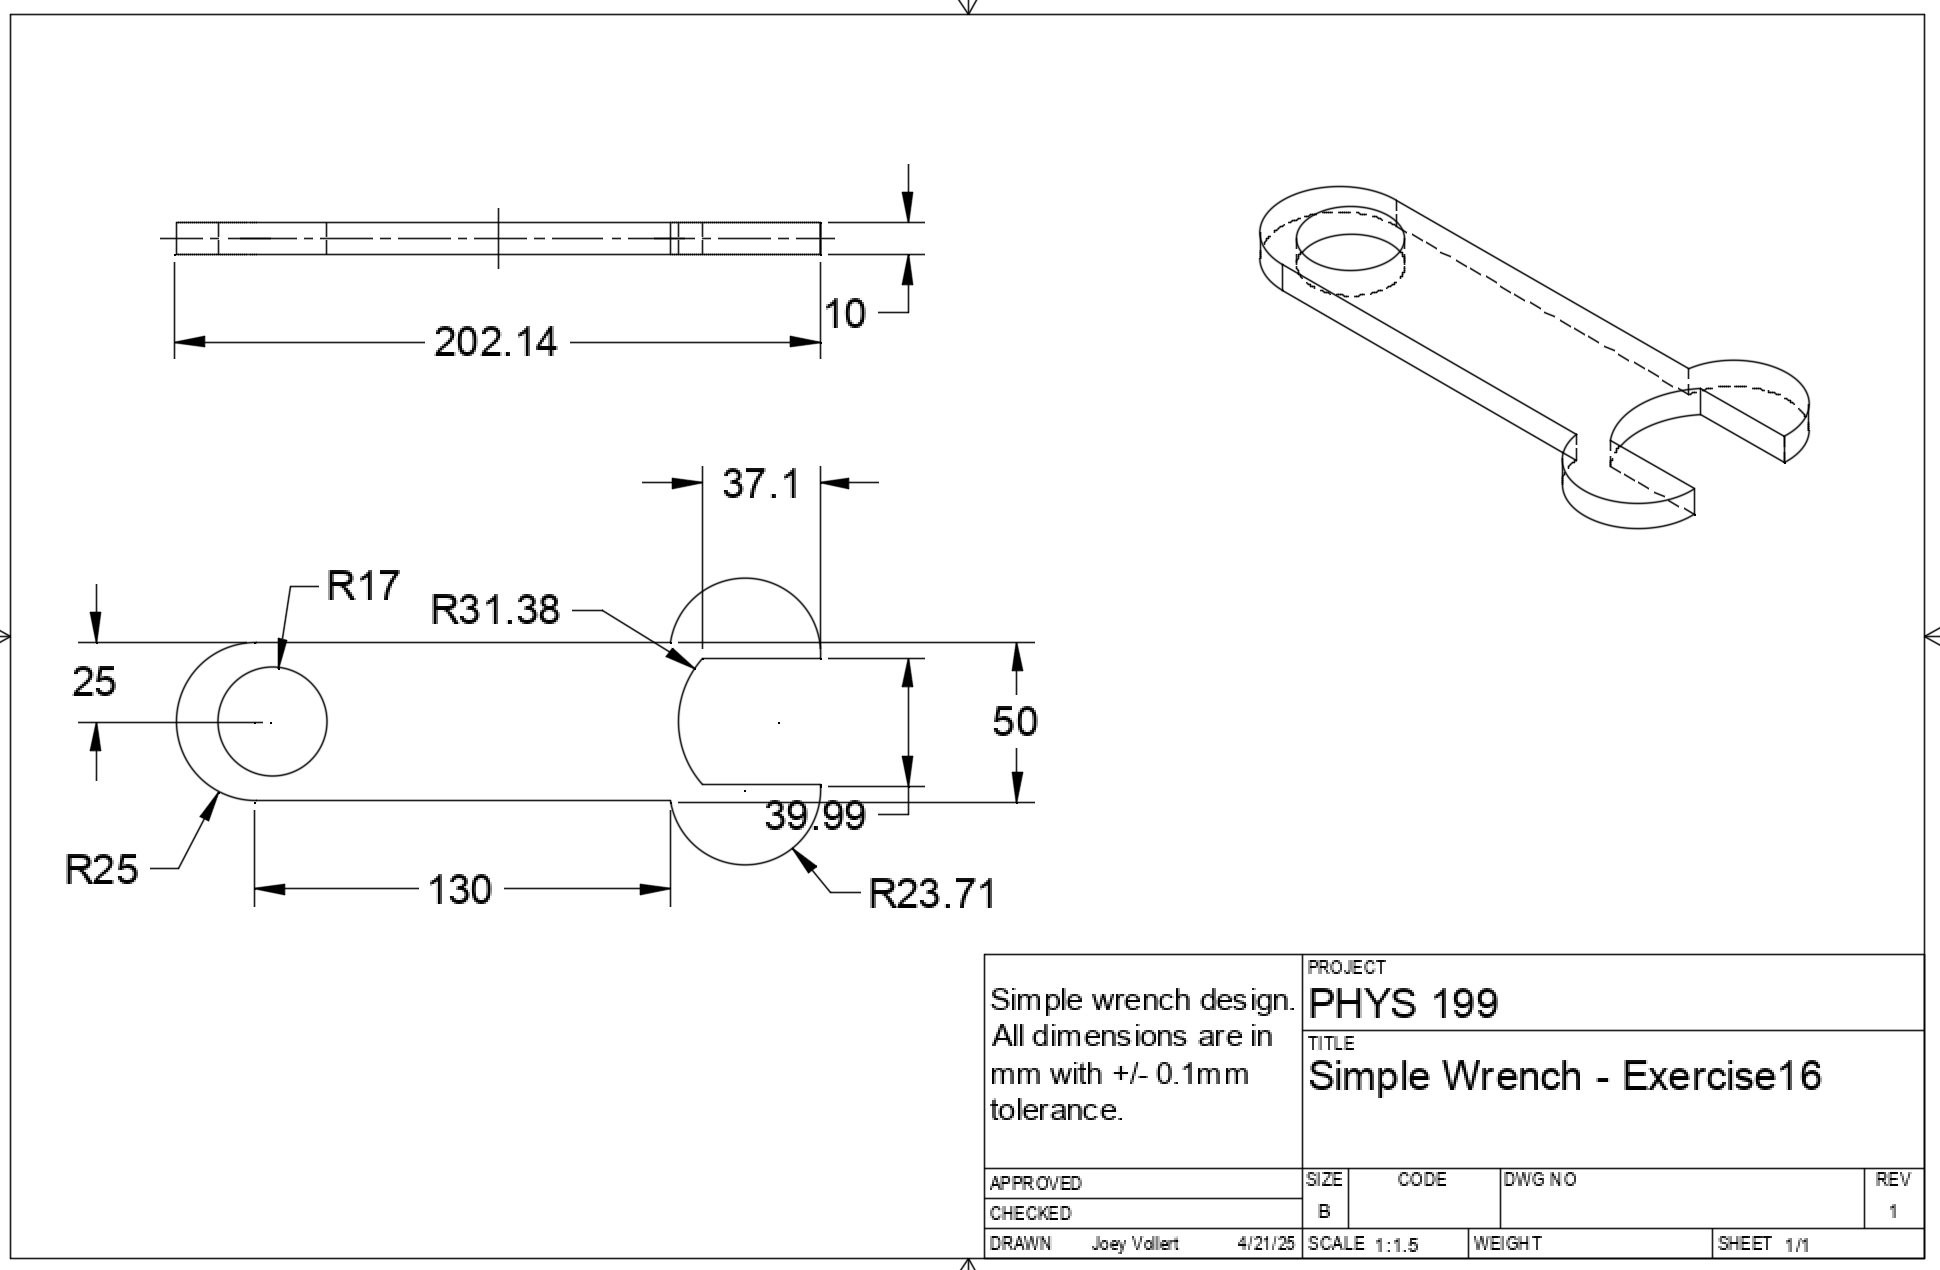 10
202.14
37.1
R17
R31.38
25
50
39.99
R25
130
R23.71
Simple wrench design.
All dimensions are in
mm with +/- 0.1mm
tolerance.
PROJECT
PHYS 199
TITLE
Simple Wrench - Exercise16
APPROVED
CHECKED
DRAWN Joey Vollert 4/21/25
SIZE CODE DWG NO REV
B 1
SCALE 1:1.5 WEIGHT SHEET 1/1